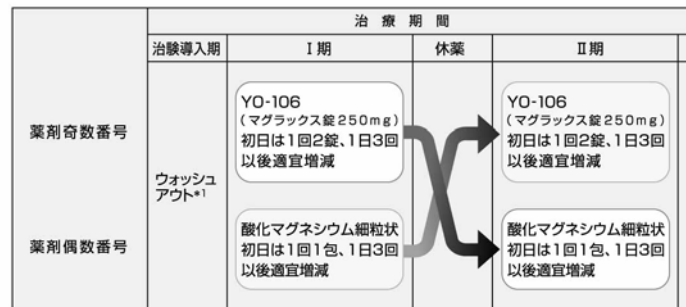 治療期間
治験導入期
Ⅰ期
休薬
Ⅱ期
薬剤奇数番号
ウォッシュ
アウト*1
YO-106
(マグラックス錠250mg)
初日は1回2錠、1日3回
以後適宜増減
YO-106
(マグラックス錠250mg)
初日は1回2錠、1日3回
以後適宜増減
薬剤偶数番号
酸化マグネシウム細粒状
初日は1回1包、1日3回
以後適宜増減
酸化マグネシウム細粒状
初日は1回1包、1日3回
以後適宜増減